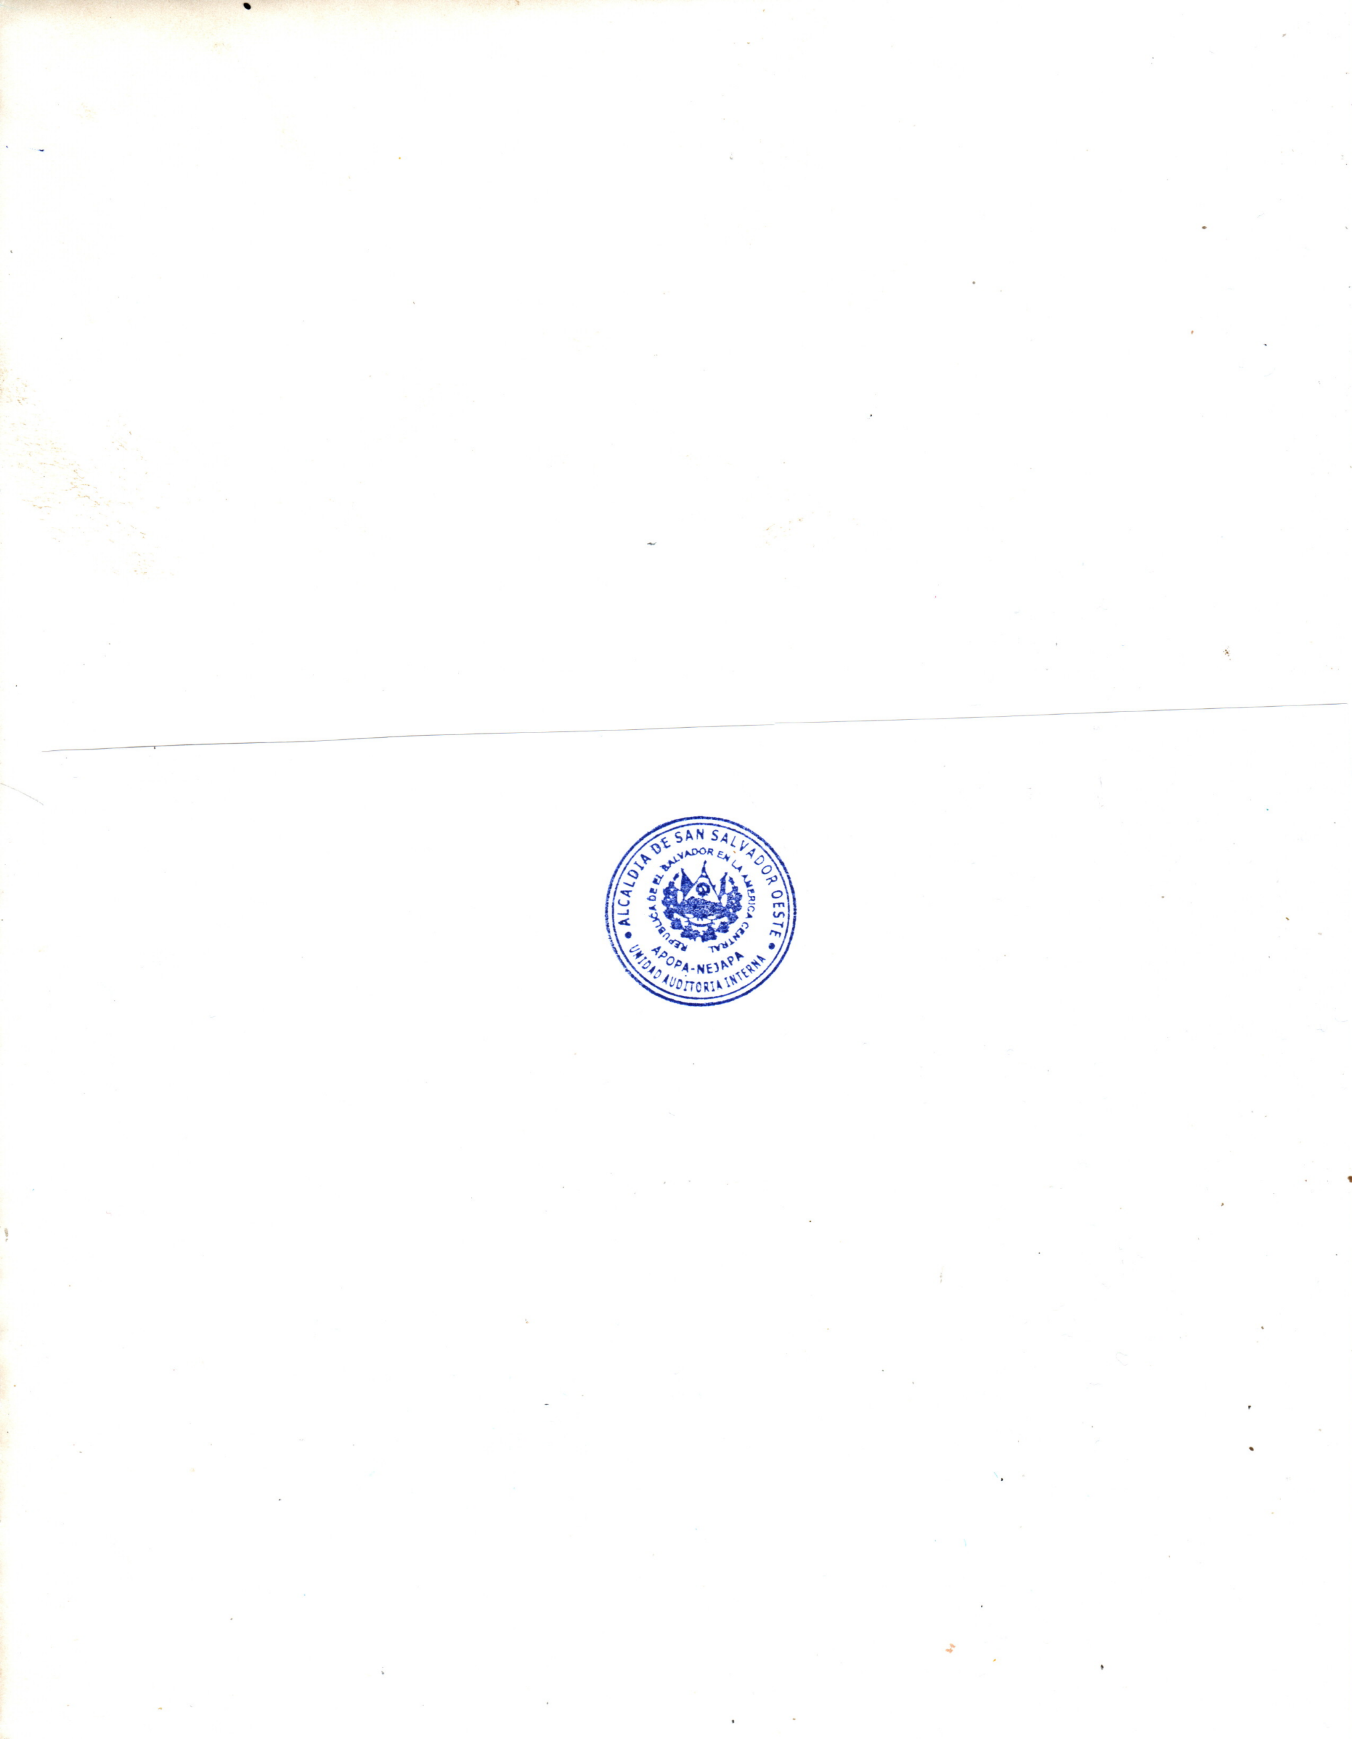 ALCALDIA DE SAN SALVADOR OESTE
REPUBLICA DE EL SALVADOR EN LA AMERICA CENTRAL
APOPA-NEJAPA
UNIDAD AUDITORIA INTERNA